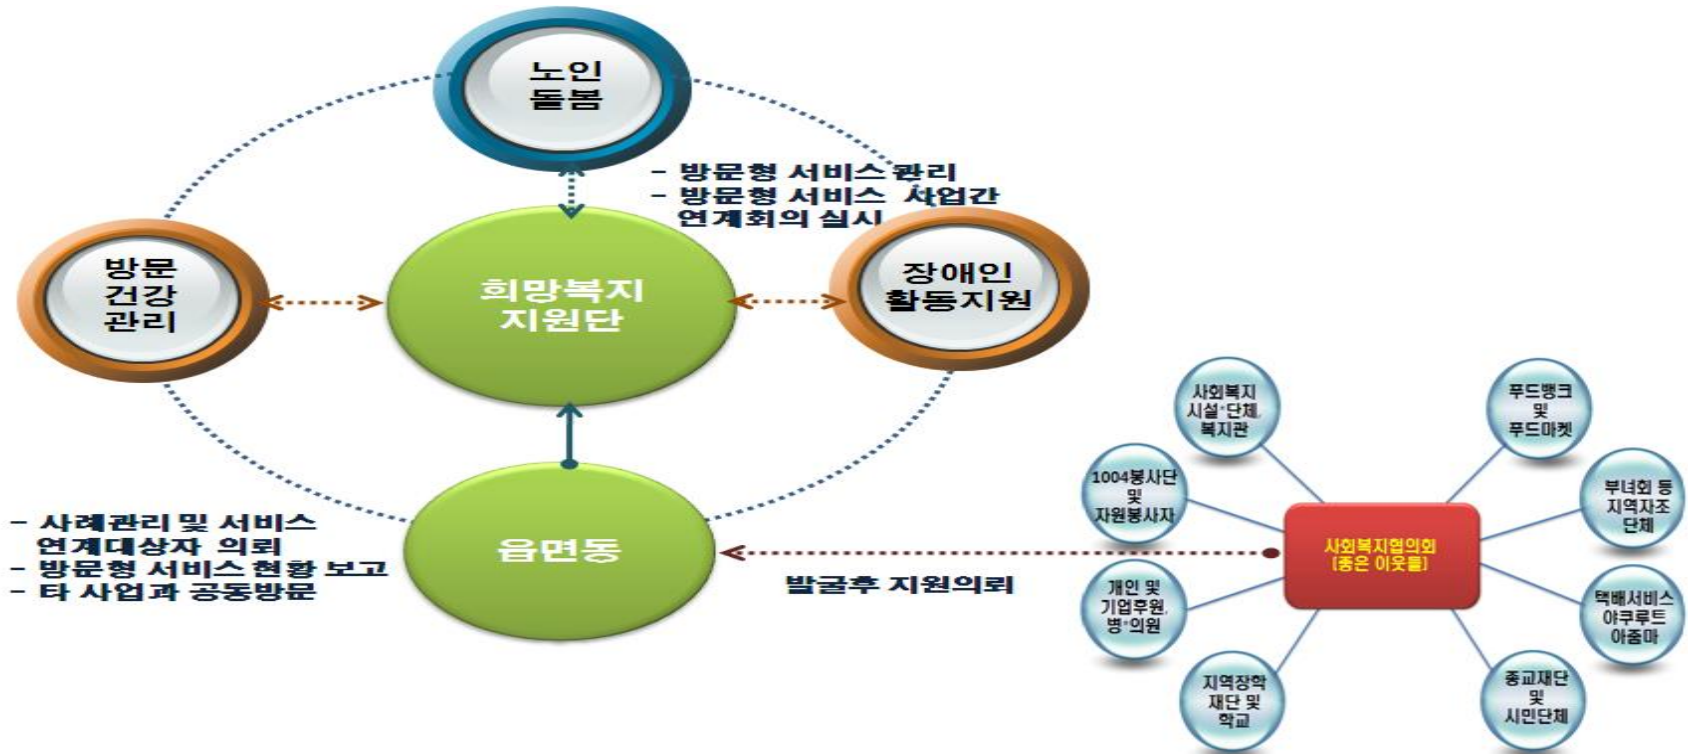 노인
돌봄
- 방문형 서비스 관리
- 방문형 서비스 사업간
연계회의 실시
방문
건강
관리
희망복지
지원단
장애인
활동지원
읍면동
- 사례관리 및 서비스
연계대상자 의뢰
- 방문형 서비스 현황 보고
- 타 사업과 공동방문
발굴후 지원의뢰
사회복지
시설*단체,
복지관
푸드뱅크
및
푸드마켓
1004봉사단
및
자원봉사자
부녀회 등
지역자조
단체
사회복지협의회
[좋은 이웃들]
개인 및
기업후원,
병*의원
택배서비스
야쿠루트
아줌마
지역장학
재단 및
학교
종교재단
및
시민단체